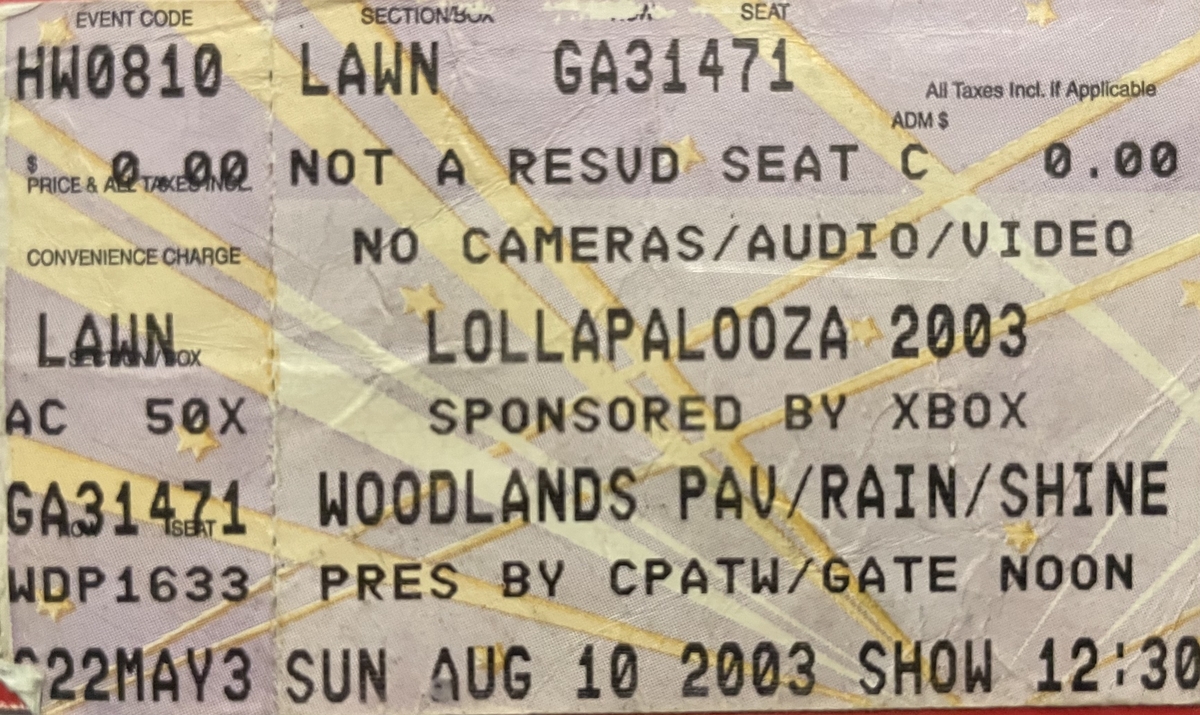 EVENT CODE SECTION/BOX SEAT
HW0810 LAWN GA31471
All Taxes Incl. If Applicable
ADM $
$ 0.00 NOT A RESVD SEAT C 0.00
PRICE & ALL TAXES INCL.
NO CAMERAS/AUDIO/VIDEO
CONVENIENCE CHARGE
LAWN LOLLAPALOOZA 2003
SECTION/BOX
AC 50X SPONSORED BY XBOX
GA31471 WOODLANDS PAV/RAIN/SHINE
ROW SEAT
WDP1633 PRES BY CPATW/GATE NOON
22MAY3 SUN AUG 10 2003 SHOW 12:30